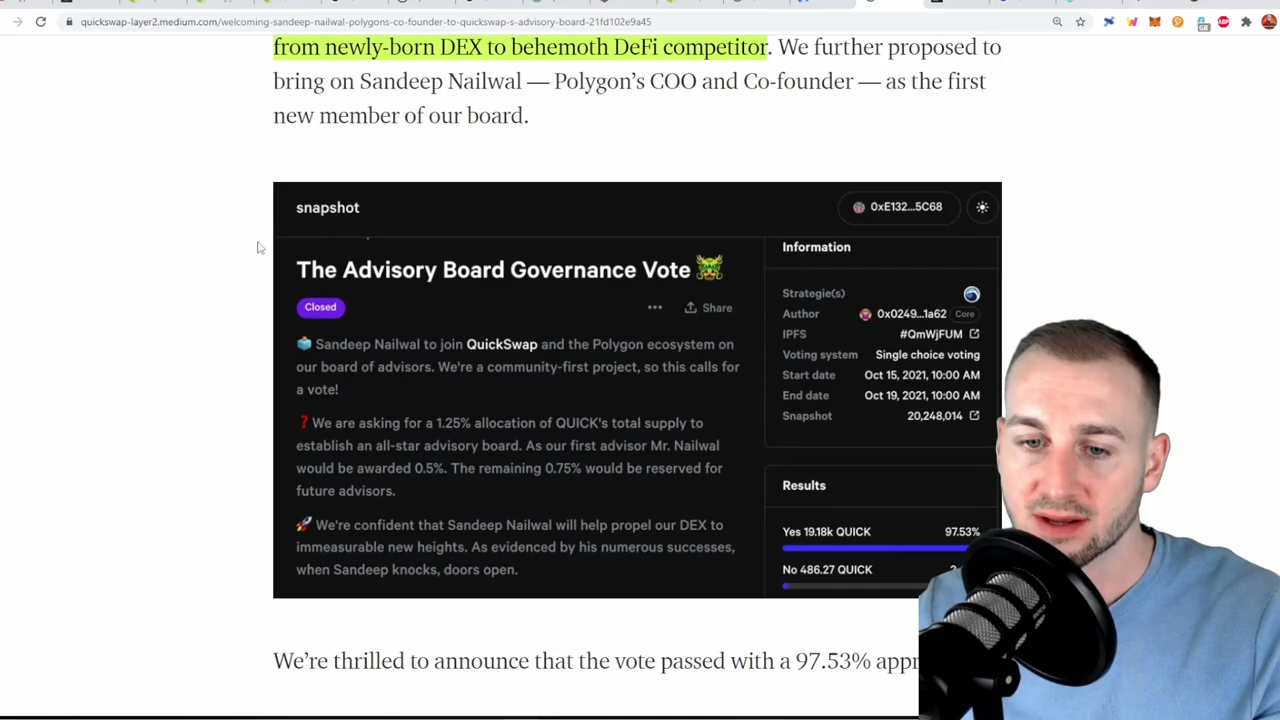 quickswap-layer2.medium.com/welcoming-sandeep-nailwal-polygons-co-founder-to-quickswap-s-advisory-board-21fd102e9a45
from newly-born DEX to behemoth DeFi competitor. We further proposed to
bring on Sandeep Nailwal — Polygon’s COO and Co-founder — as the first
new member of our board.
snapshot
0xE132...5C68
The Advisory Board Governance Vote
Closed
Share
Sandeep Nailwal to join QuickSwap and the Polygon ecosystem on
our board of advisors. We're a community-first project, so this calls for
a vote!
❓We are asking for a 1.25% allocation of QUICK's total supply to
establish an all-star advisory board. As our first advisor Mr. Nailwal
would be awarded 0.5%. The remaining 0.75% would be reserved for
future advisors.
🚀 We're confident that Sandeep Nailwal will help propel our DEX to
immeasurable new heights. As evidenced by his numerous successes,
when Sandeep knocks, doors open.
Information
Strategie(s)
Author 0x0249...1a62 Core
IPFS #QmWjFUM
Voting system Single choice voting
Start date Oct 15, 2021, 10:00 AM
End date Oct 19, 2021, 10:00 AM
Snapshot 20,248,014
Results
Yes 19.18k QUICK 97.53%
No 486.27 QUICK
We’re thrilled to announce that the vote passed with a 97.53%